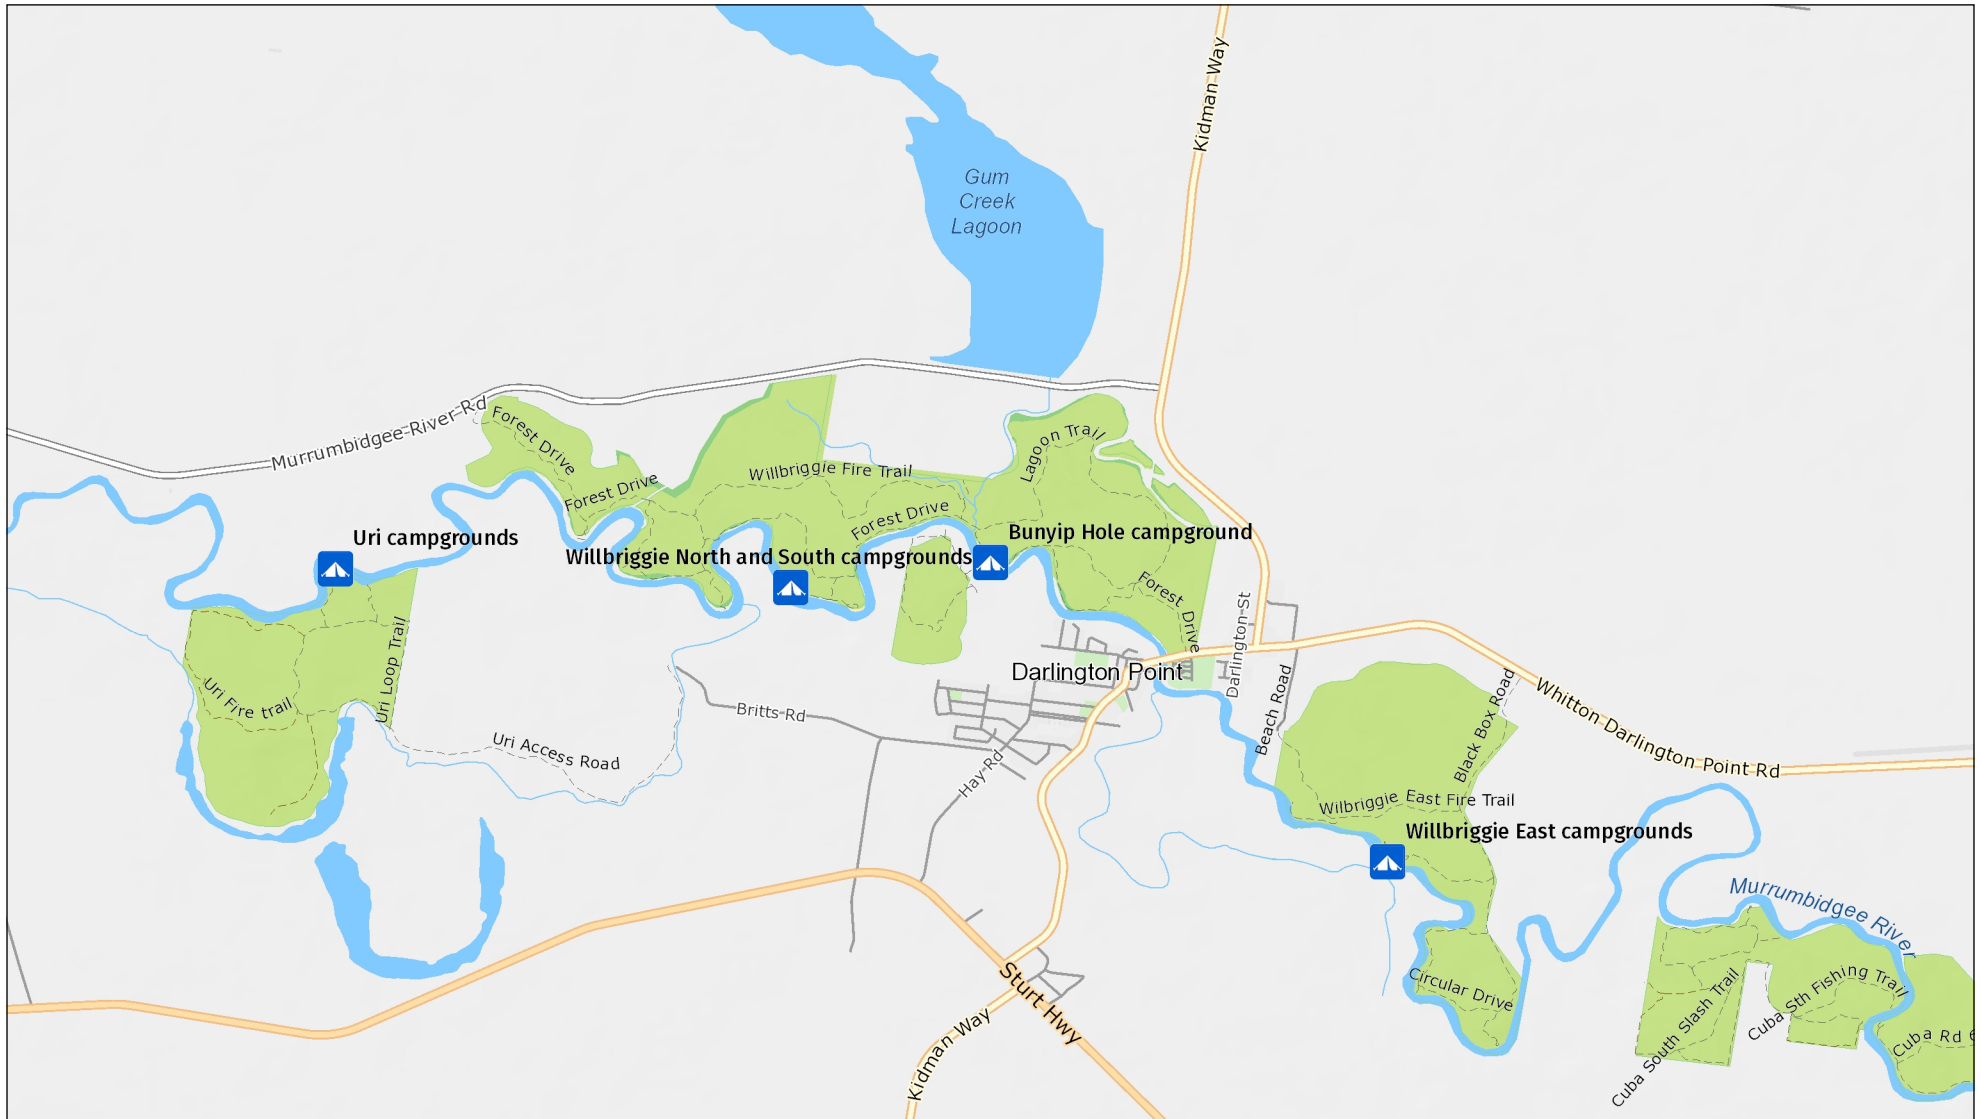 Kidman Way
Gum
Creek
Lagoon
Murrumbidgee River Rd
Forest Drive
Forest Drive
Willbriggie Fire Trail
Lagoon Trail
Forest Drive
Uri campgrounds
Willbriggie North and South campgrounds
Bunyip Hole campground
Forest Drive
Darlington St
Uri Loop Trail
Uri Fire trail
Darlington Point
Britts Rd
Uri Access Road
Hay Rd
Beach Road
Black Box Road
Whitton Darlington Point Rd
Wilbriggie East Fire Trail
Willbriggie East campgrounds
Murrumbidgee River
Circular Drive
Sturt Hwy
Kidman Way
Cuba South Slash Trail
Cuba Sth Fishing Trail
Cuba Rd 6